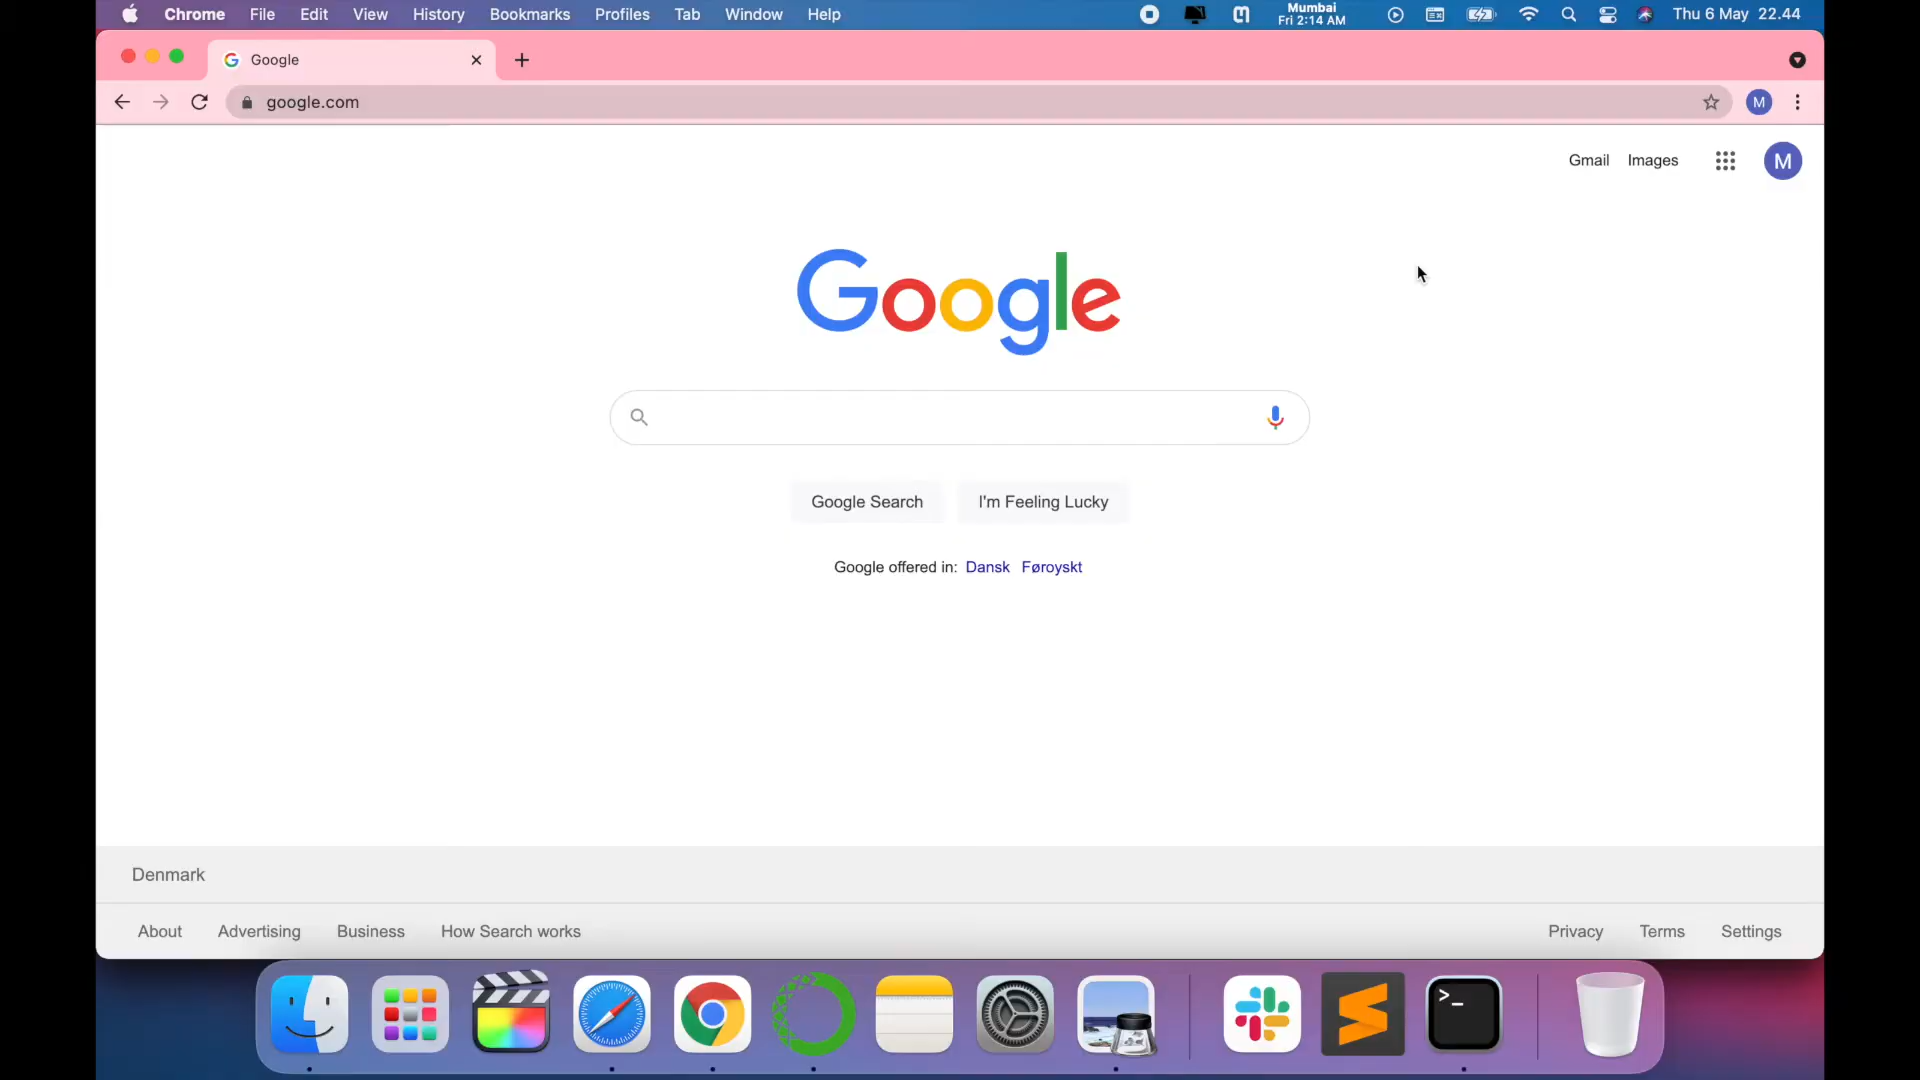 Chrome File Edit View History Bookmarks Profiles Tab Window Help
Mumbai
Fri 2:14 AM
Thu 6 May 22.44
Google
google.com
M
Gmail Images
M
Google
Google Search I'm Feeling Lucky
Google offered in: Dansk Føroyskt
Denmark
About Advertising Business How Search works Privacy Terms Settings
>_